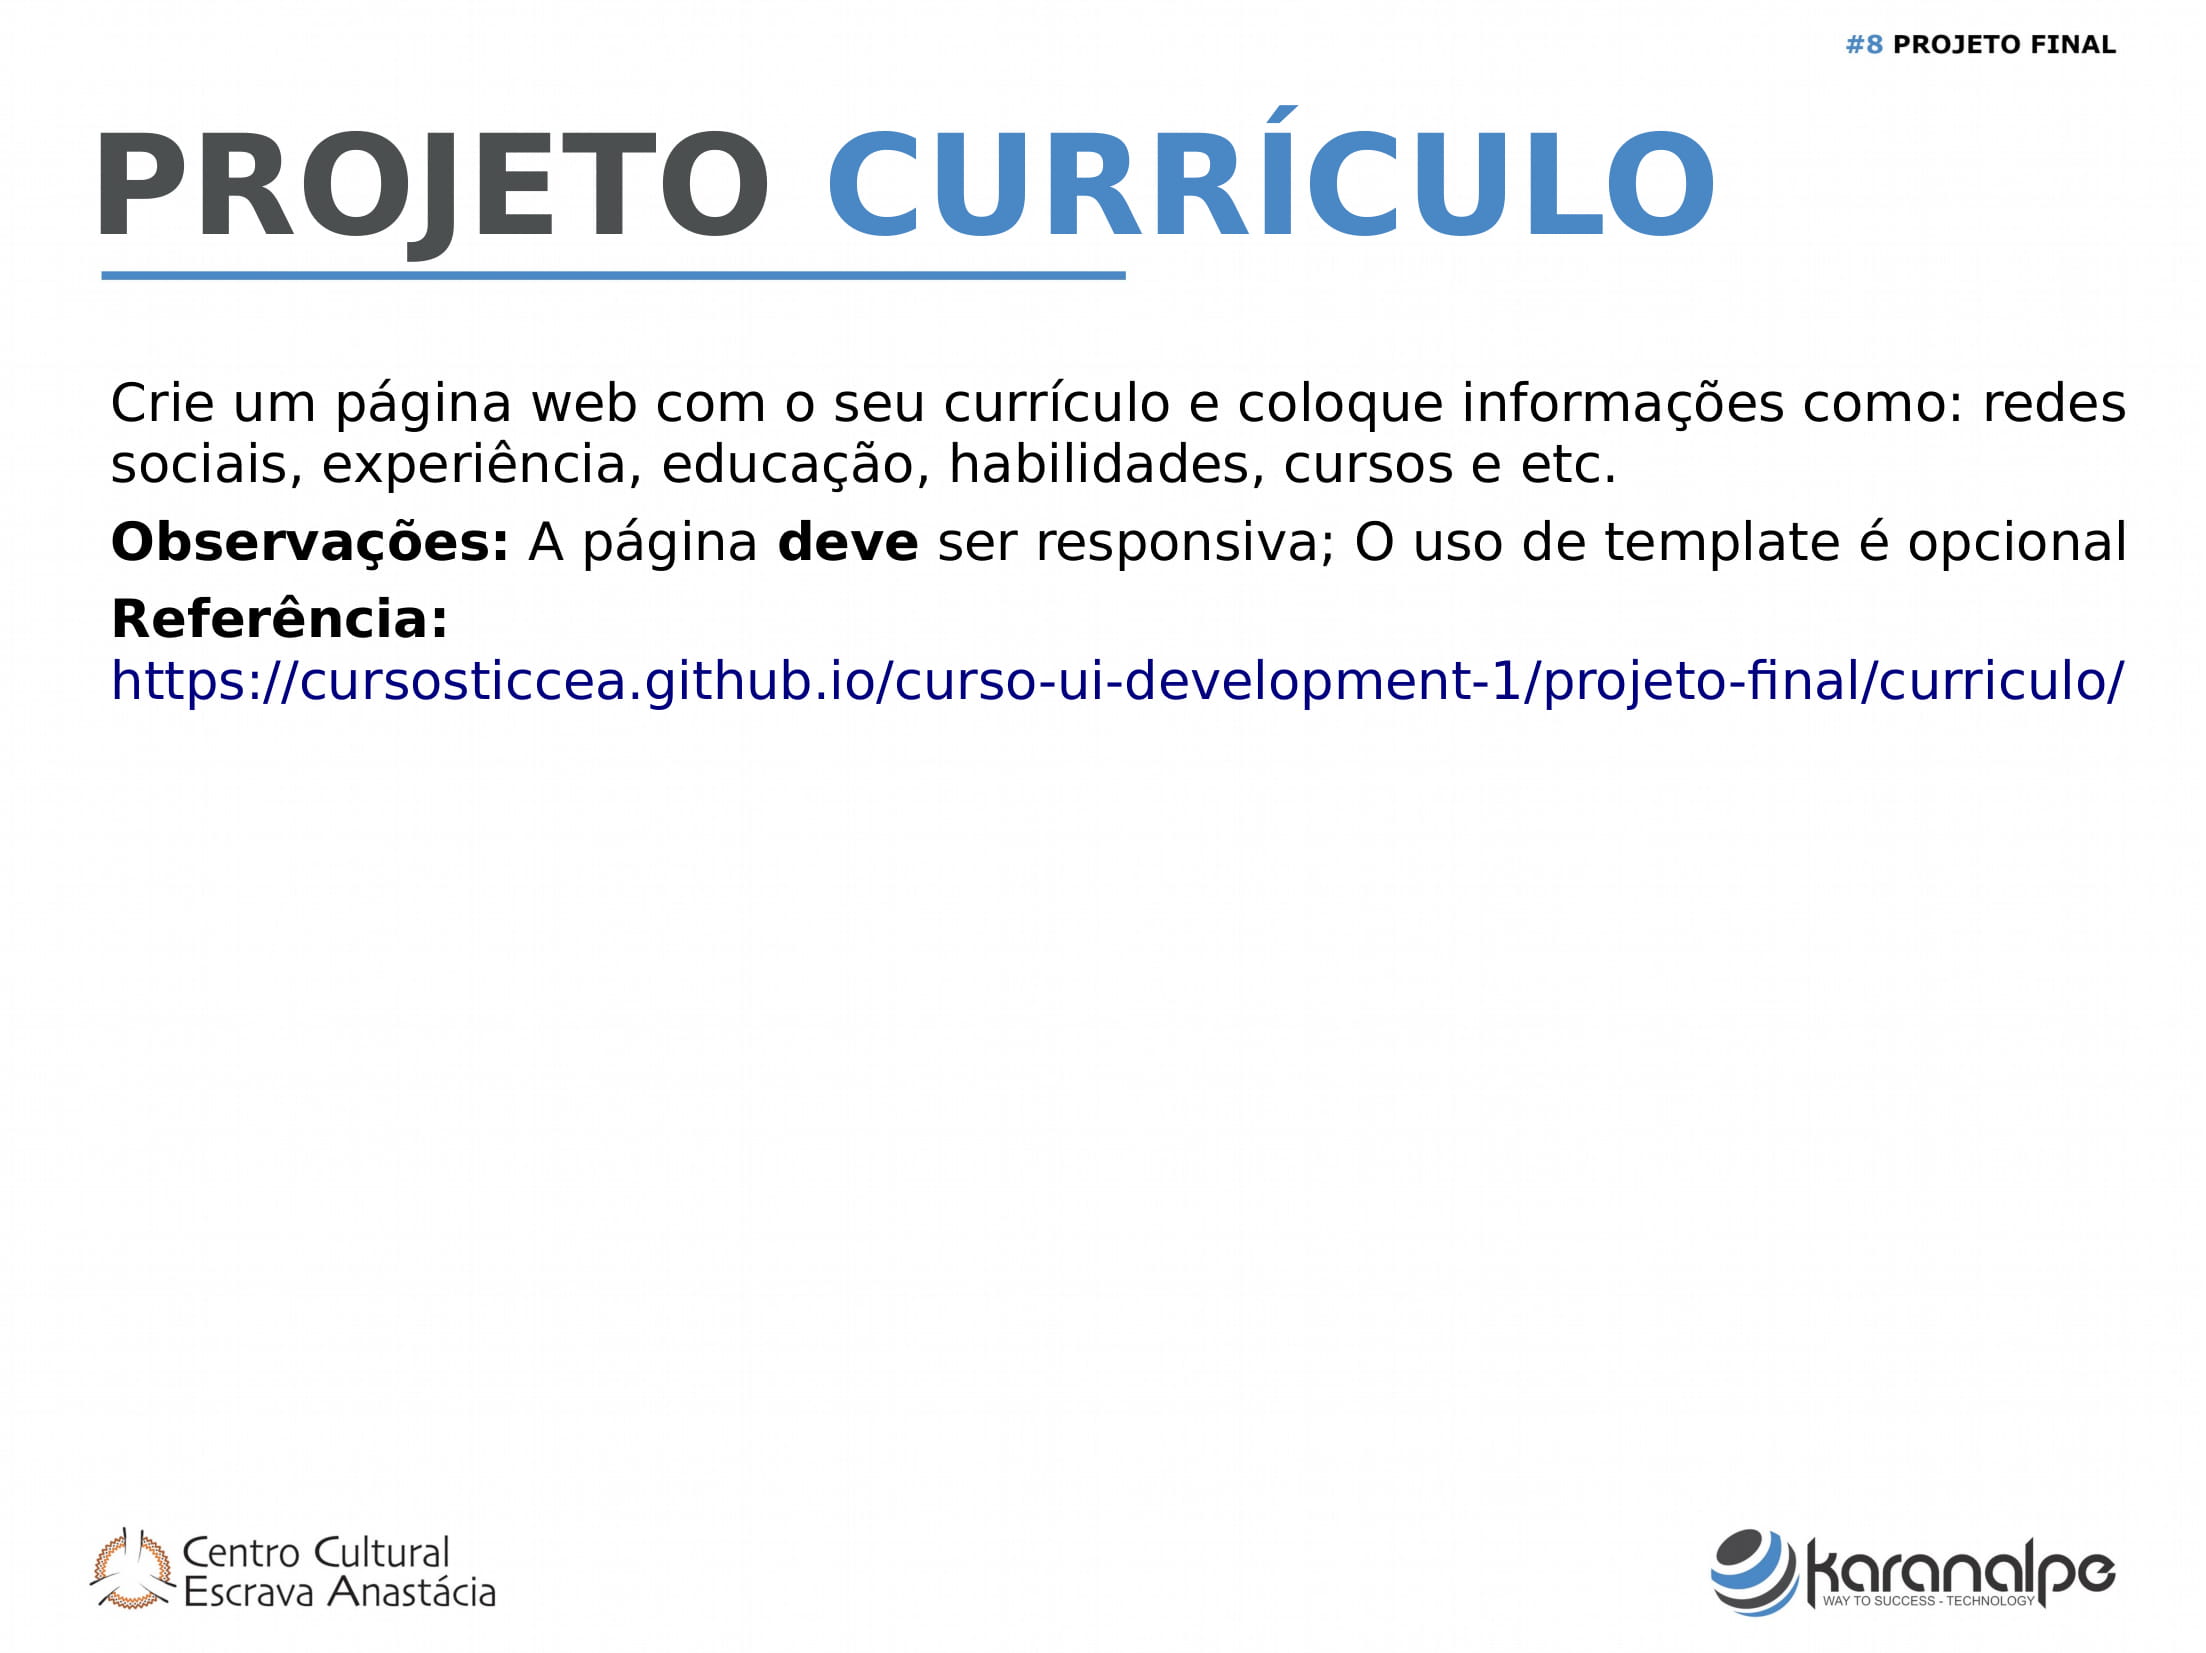 #8 PROJETO FINAL
PROJETO CURRÍCULO
Crie um página web com o seu currículo e coloque informações como: redes
sociais, experiência, educação, habilidades, cursos e etc.
Observações: A página deve ser responsiva; O uso de template é opcional
Referência:
https://cursosticcea.github.io/curso-ui-development-1/projeto-final/curriculo/
Centro Cultural
Escrava Anastácia
karanalpe
WAY TO SUCCESS - TECHNOLOGY